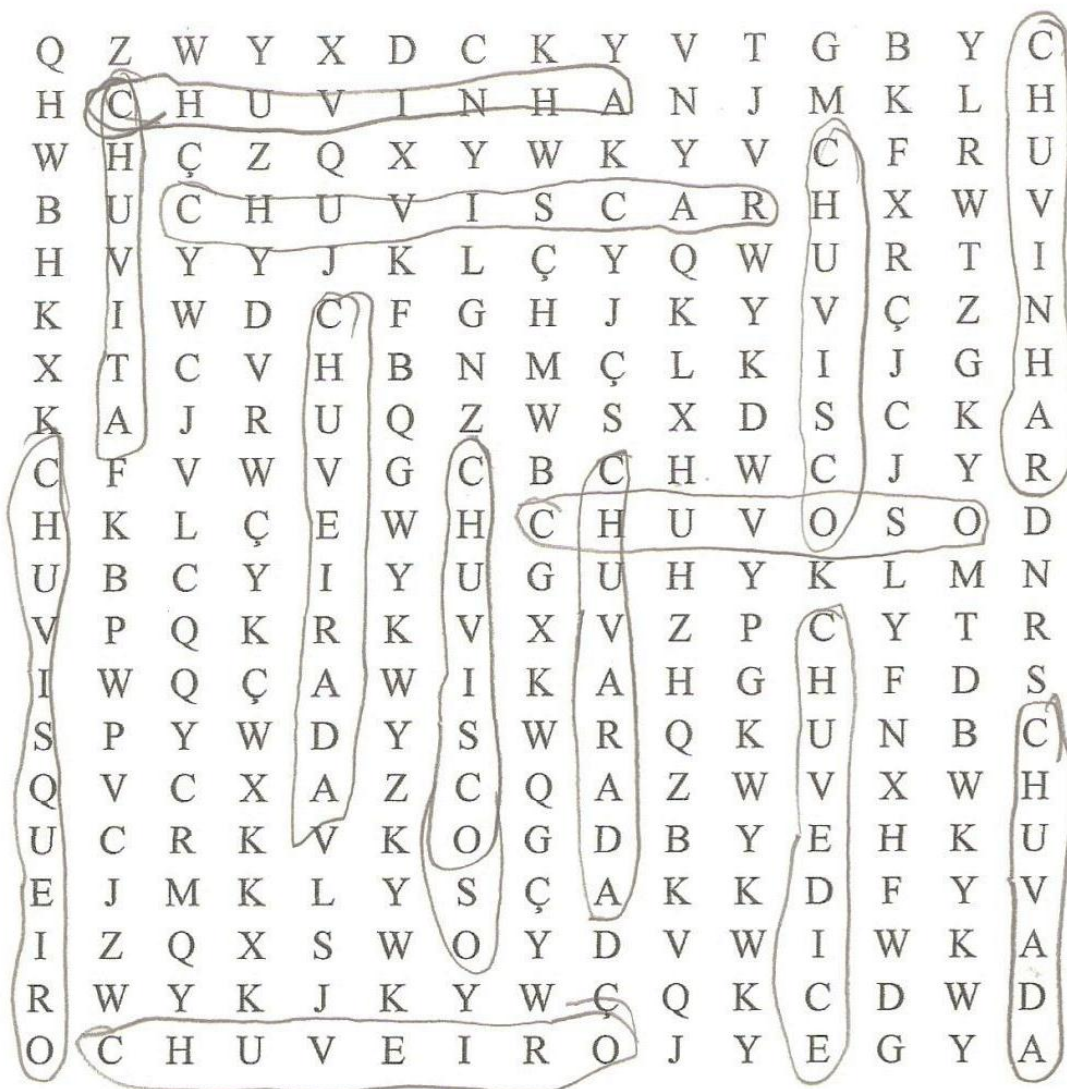 Q Z W Y X D C K Y V T G B Y C
H C H U V I N H A N J M K L H
W H Ç Z Q X Y W K Y V C F R U
B U C H U V I S C A R H X W V
H V Y Y J K L Ç Y Q W U R T I
K I W D C F G H J K Y V Ç Z N
X T C V H B N M Ç L K I J G H
K A J R U Q Z W S X D S C K A
C F V W V G C B C H W C J Y R
H K L Ç E W H C H U V O S O D
U B C Y I Y U G U H Y K L M N
V P Q K R K V X V Z P C Y T R
I W Q Ç A W I K A H G H F D S
S P Y W D Y S W R Q K U N B C
Q V C X A Z C Q A Z W V X W H
U C R K V K O G D B Y E H K U
E J M K L Y S Ç A K K D F Y V
I Z Q X S W O Y D V W I W K A
R W Y K J K Y W Ç Q K C D W D
O C H U V E I R O J Y E G Y A